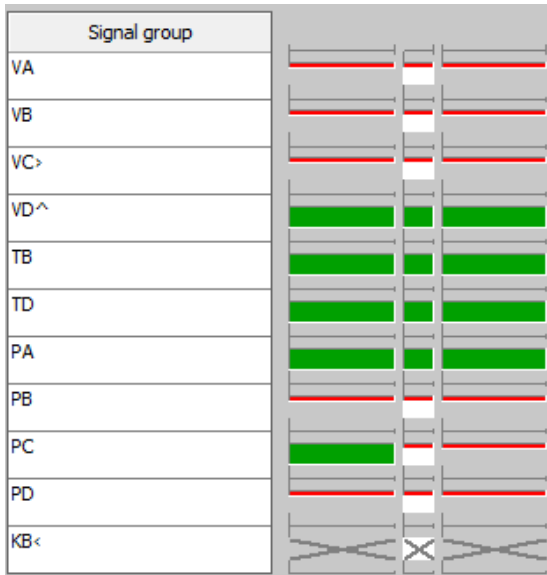 Signal group
VA
VB
VC>
VD^
TB
TD
PA
PB
PC
PD
KB<